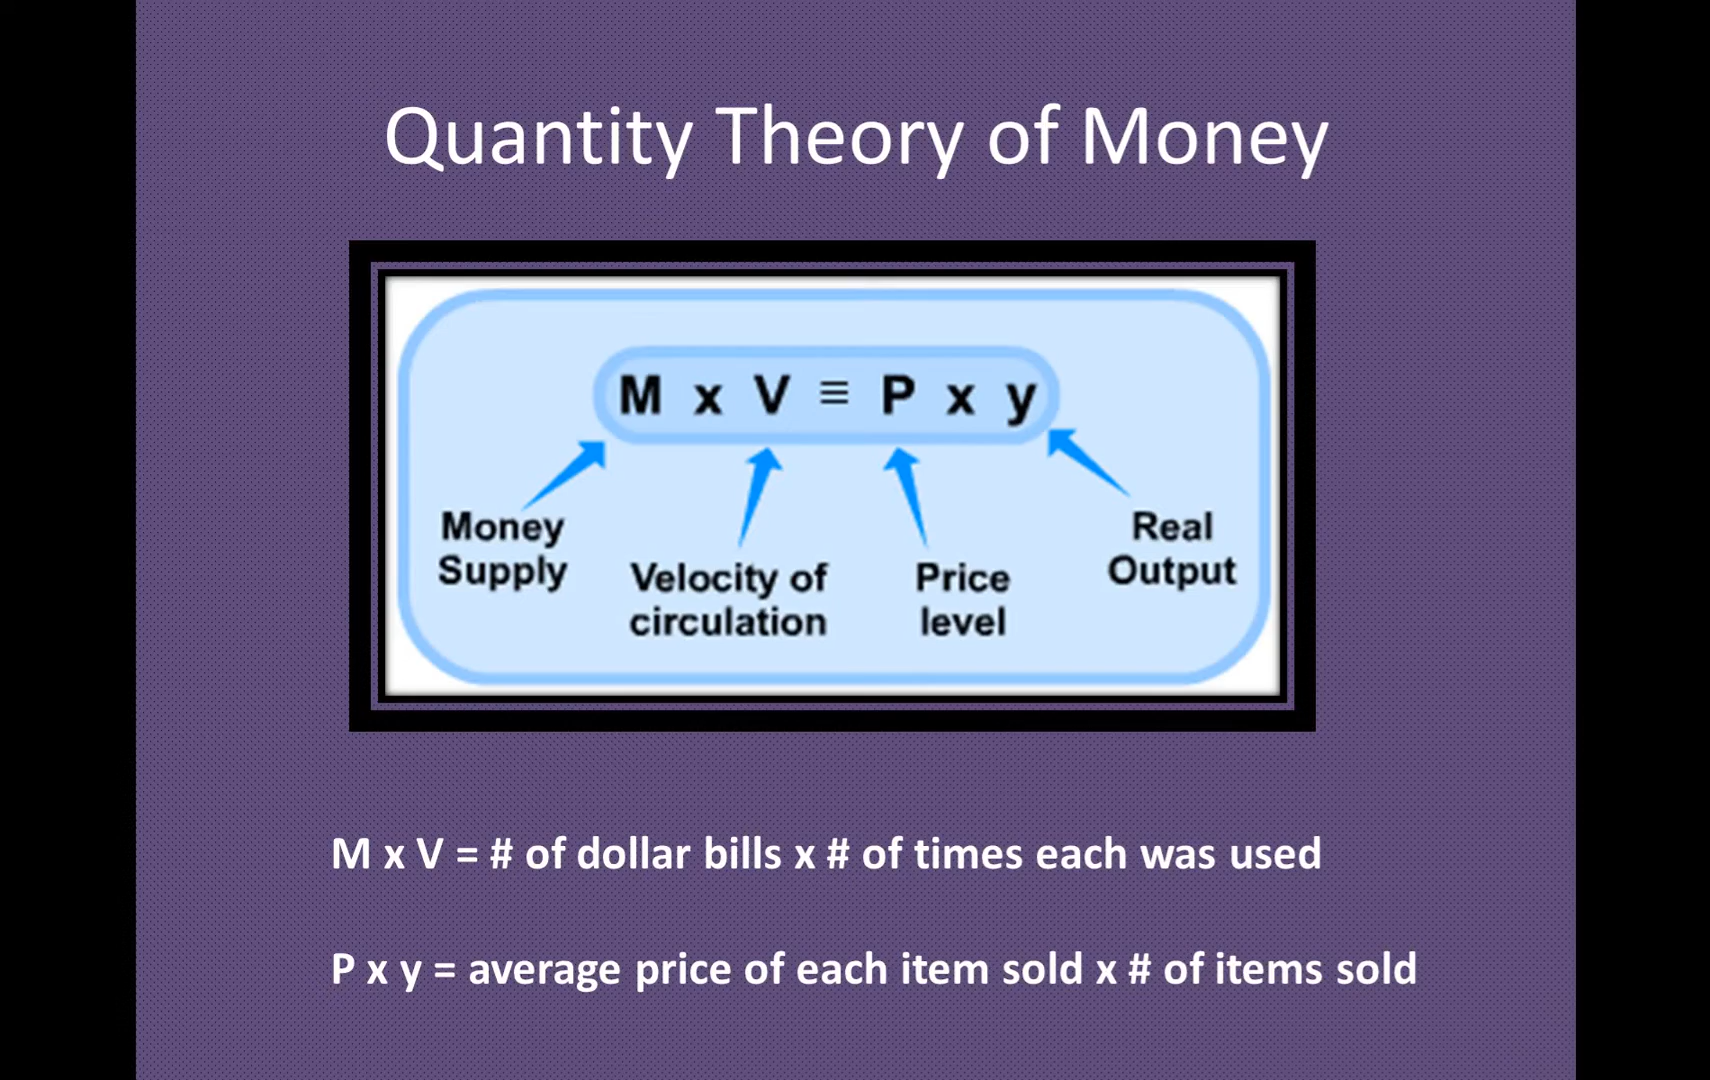 Quantity Theory of Money
M x V ≡ P x y
Money
Supply
Velocity of
circulation
Price
level
Real
Output
M x V = # of dollar bills x # of times each was used
P x y = average price of each item sold x # of items sold